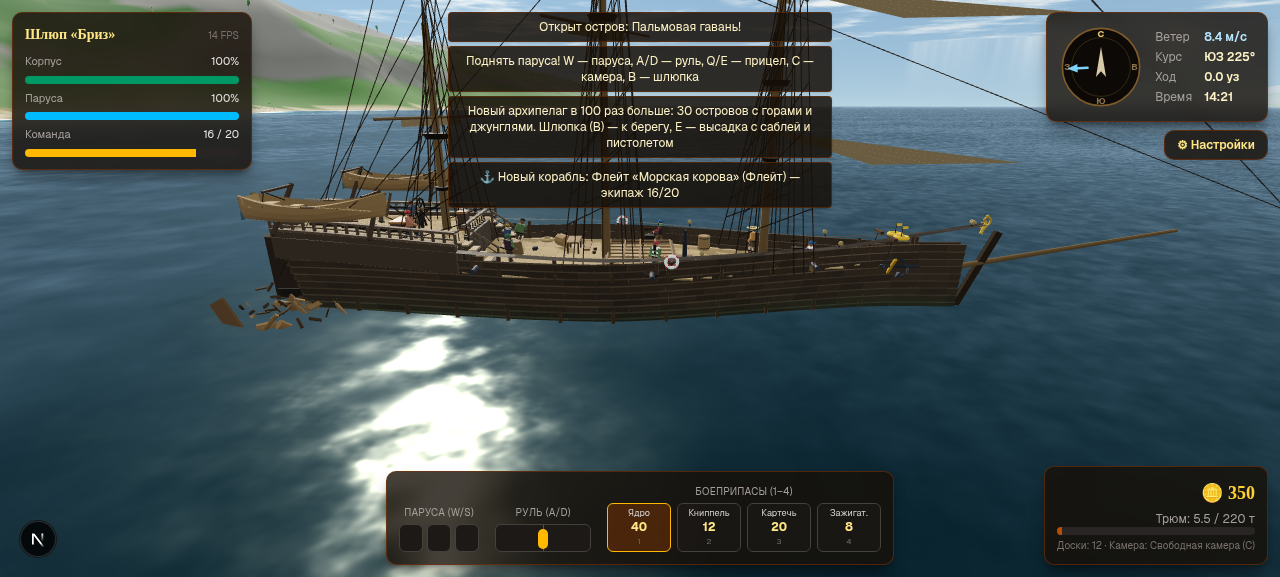 Шлюп «Бриз»
14 FPS
Корпус 100%
Паруса 100%
Команда 16 / 20
Открыт остров: Пальмовая гавань!
Поднять паруса! W — паруса, A/D — руль, Q/E — прицел, C —
камера, B — шлюпка
Новый архипелаг в 100 раз больше: 30 островов с горами и
джунглями. Шлюпка (B) — к берегу, E — высадка с саблей и
пистолетом
⚓ Новый корабль: Флейт «Морская корова» (Флейт) —
экипаж 16/20
С
З В
Ю
Ветер 8.4 м/с
Курс ЮЗ 225°
Ход 0.0 уз
Время 14:21
⚙ Настройки
БОЕПРИПАСЫ (1–4)
ПАРУСА (W/S)
РУЛЬ (A/D)
Ядро
40
1
Книппель
12
2
Картечь
20
3
Зажигат.
8
4
350
Трюм: 5.5 / 220 т
Доски: 12 · Камера: Свободная камера (C)
N